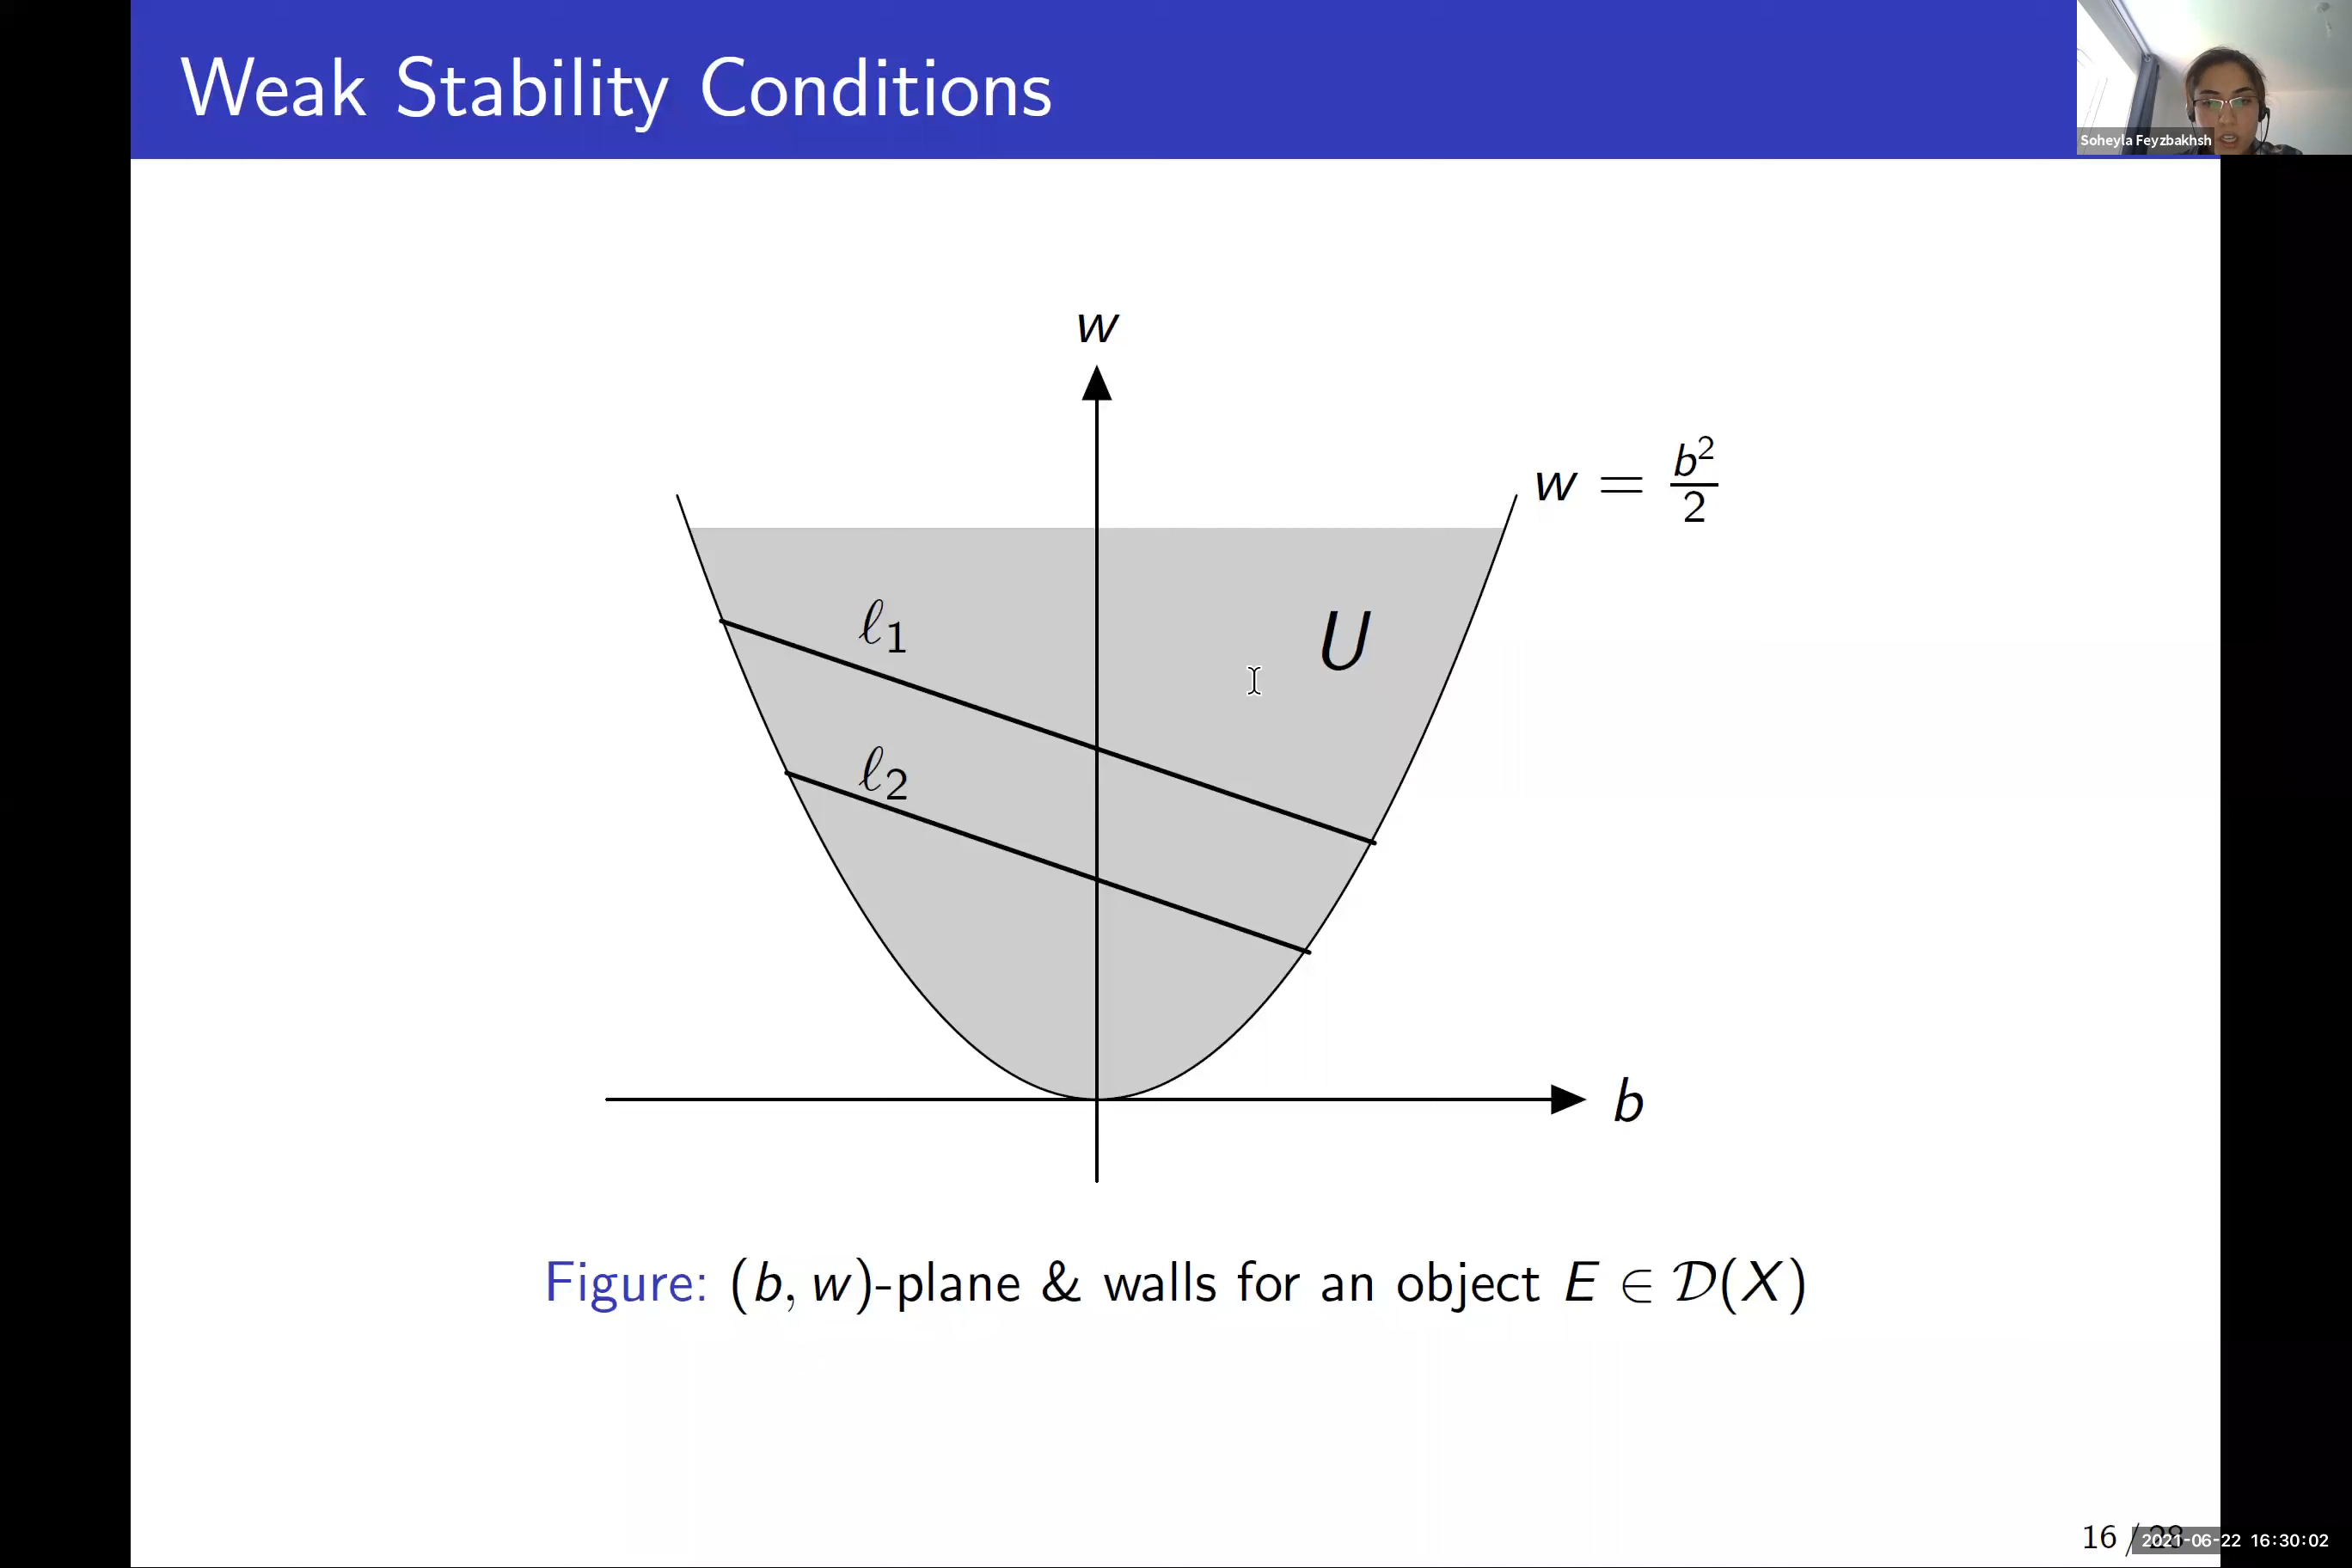 Weak Stability Conditions
Soheyla Feyzbakhsh
w
w = b²/2
ℓ₁
U
ℓ₂
b
Figure: (b, w)-plane & walls for an object E ∈ 𝒟(X)
16 / 28
2021-06-22 16:30:02